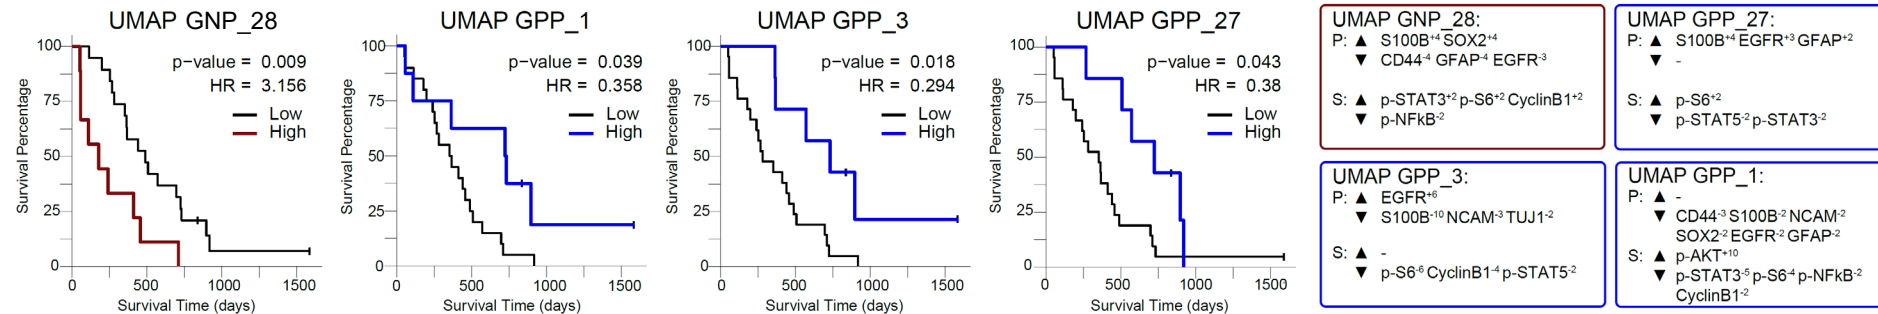 UMAP GNP_28
p-value = 0.009
HR = 3.156
Low
High
Survival Percentage
100
75
50
25
0
0 500 1000 1500
Survival Time (days)
UMAP GPP_1
p-value = 0.039
HR = 0.358
Low
High
Survival Percentage
100
75
50
25
0
0 500 1000 1500
Survival Time (days)
UMAP GPP_3
p-value = 0.018
HR = 0.294
Low
High
Survival Percentage
100
75
50
25
0
0 500 1000 1500
Survival Time (days)
UMAP GPP_27
p-value = 0.043
HR = 0.38
Low
High
Survival Percentage
100
75
50
25
0
0 500 1000 1500
Survival Time (days)
UMAP GNP_28:
P: ▲ S100B+4 SOX2+4
▼ CD44-4 GFAP-4 EGFR-3
S: ▲ p-STAT3+2 p-S6+2 CyclinB1+2
▼ p-NFkB-2
UMAP GPP_27:
P: ▲ S100B+4 EGFR+3 GFAP+2
▼ -
S: ▲ p-S6+2
▼ p-STAT5-2 p-STAT3-2
UMAP GPP_3:
P: ▲ EGFR+6
▼ S100B-10 NCAM-3 TUJ1-2
S: ▲ -
▼ p-S6-6 CyclinB1-4 p-STAT5-2
UMAP GPP_1:
P: ▲ -
▼ CD44-3 S100B-2 NCAM-2
SOX2-2 EGFR-2 GFAP-2
S: ▲ p-AKT+10
▼ p-STAT3-5 p-S6-4 p-NFkB-2
CyclinB1-2